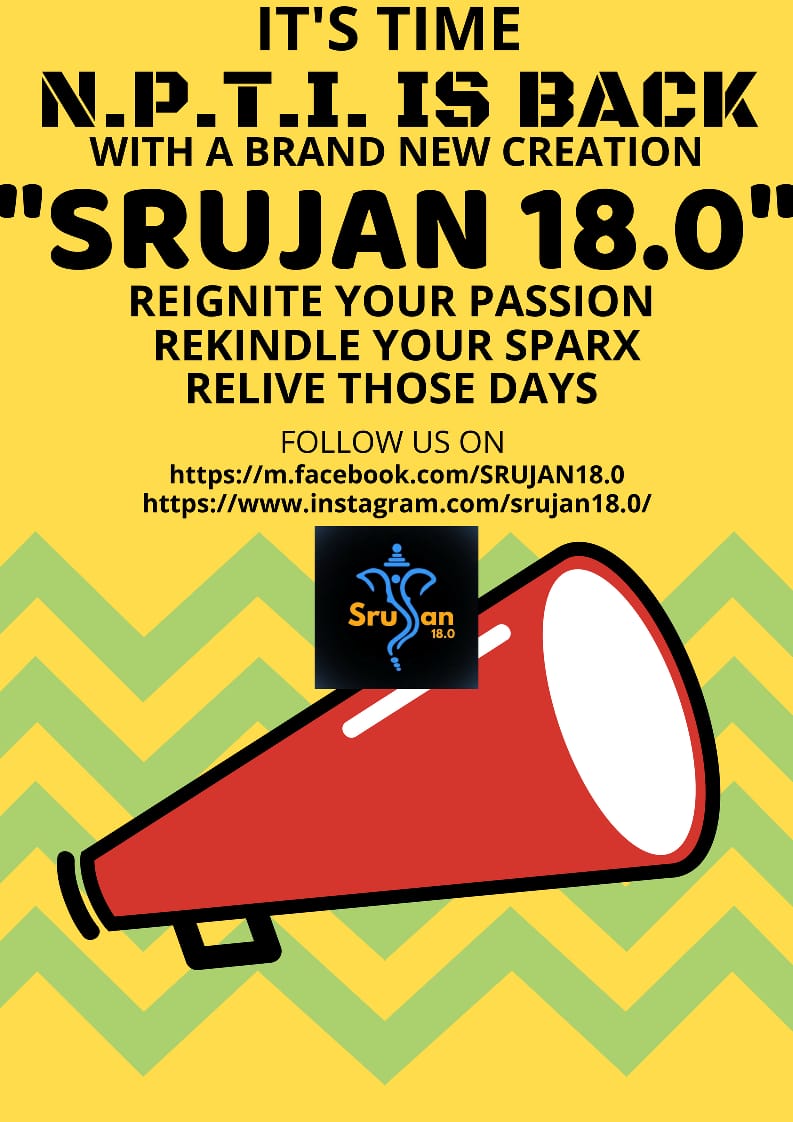 IT'S TIME
N.P.T.I. IS BACK
WITH A BRAND NEW CREATION
"SRUJAN 18.0"
REIGNITE YOUR PASSION
REKINDLE YOUR SPARX
RELIVE THOSE DAYS
FOLLOW US ON
https://m.facebook.com/SRUJAN18.0
https://www.instagram.com/srujan18.0/
Srujan
18.0